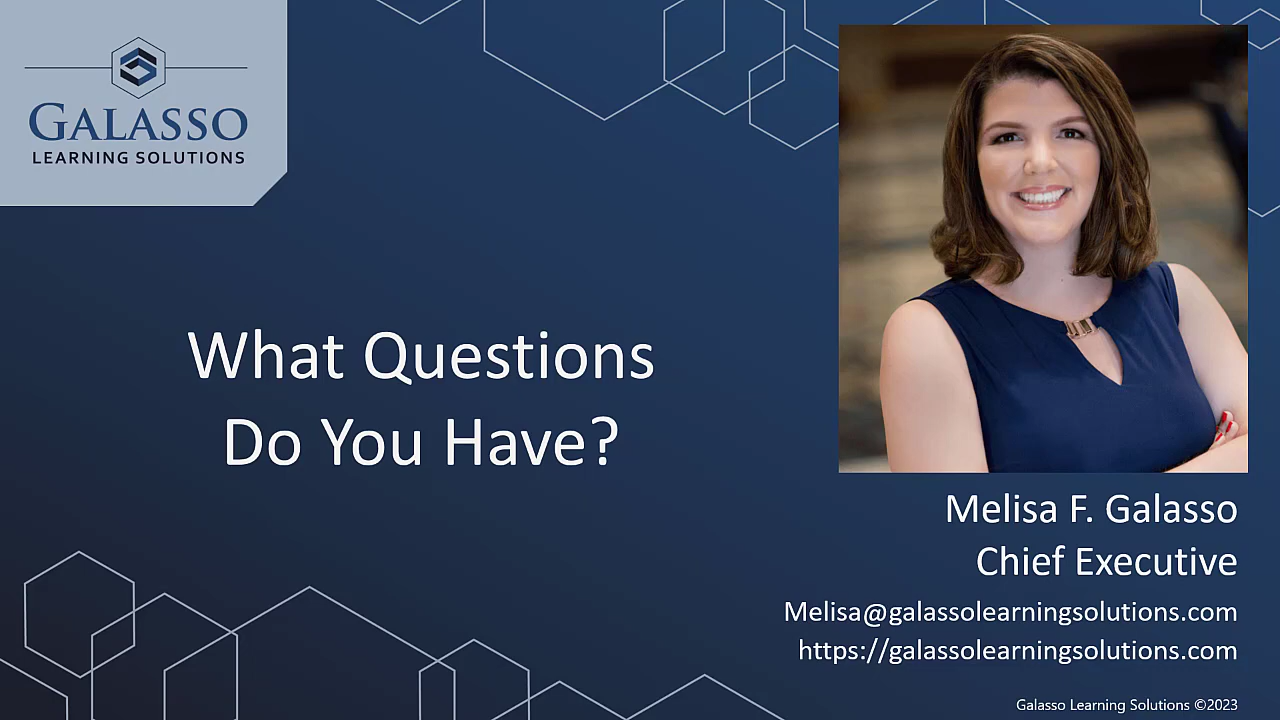 GALASSO
LEARNING SOLUTIONS
What Questions
Do You Have?
Melisa F. Galasso
Chief Executive
Melisa@galassolearningsolutions.com
https://galassolearningsolutions.com
Galasso Learning Solutions ©2023